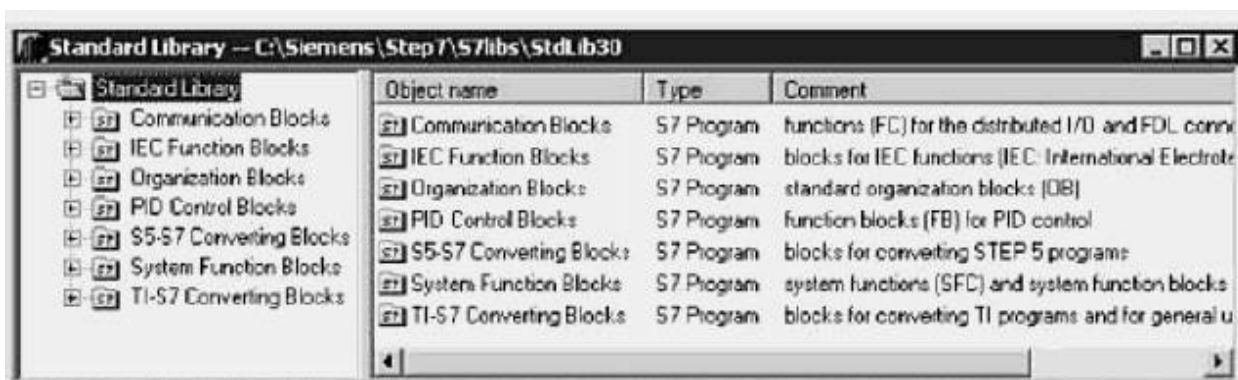 Standard Library -- C:\Siemens\Step7\S7libs\StdLib30
Standard Library
Communication Blocks
IEC Function Blocks
Organization Blocks
PID Control Blocks
S5-S7 Converting Blocks
System Function Blocks
TI-S7 Converting Blocks
Object name Type Comment
Communication Blocks S7 Program functions (FC) for the distributed I/O and FDL conne
IEC Function Blocks S7 Program blocks for IEC functions (IEC: International Electrote
Organization Blocks S7 Program standard organization blocks (OB)
PID Control Blocks S7 Program function blocks (FB) for PID control
S5-S7 Converting Blocks S7 Program blocks for converting STEP 5 programs
System Function Blocks S7 Program system functions (SFC) and system function blocks
TI-S7 Converting Blocks S7 Program blocks for converting TI programs and for general u